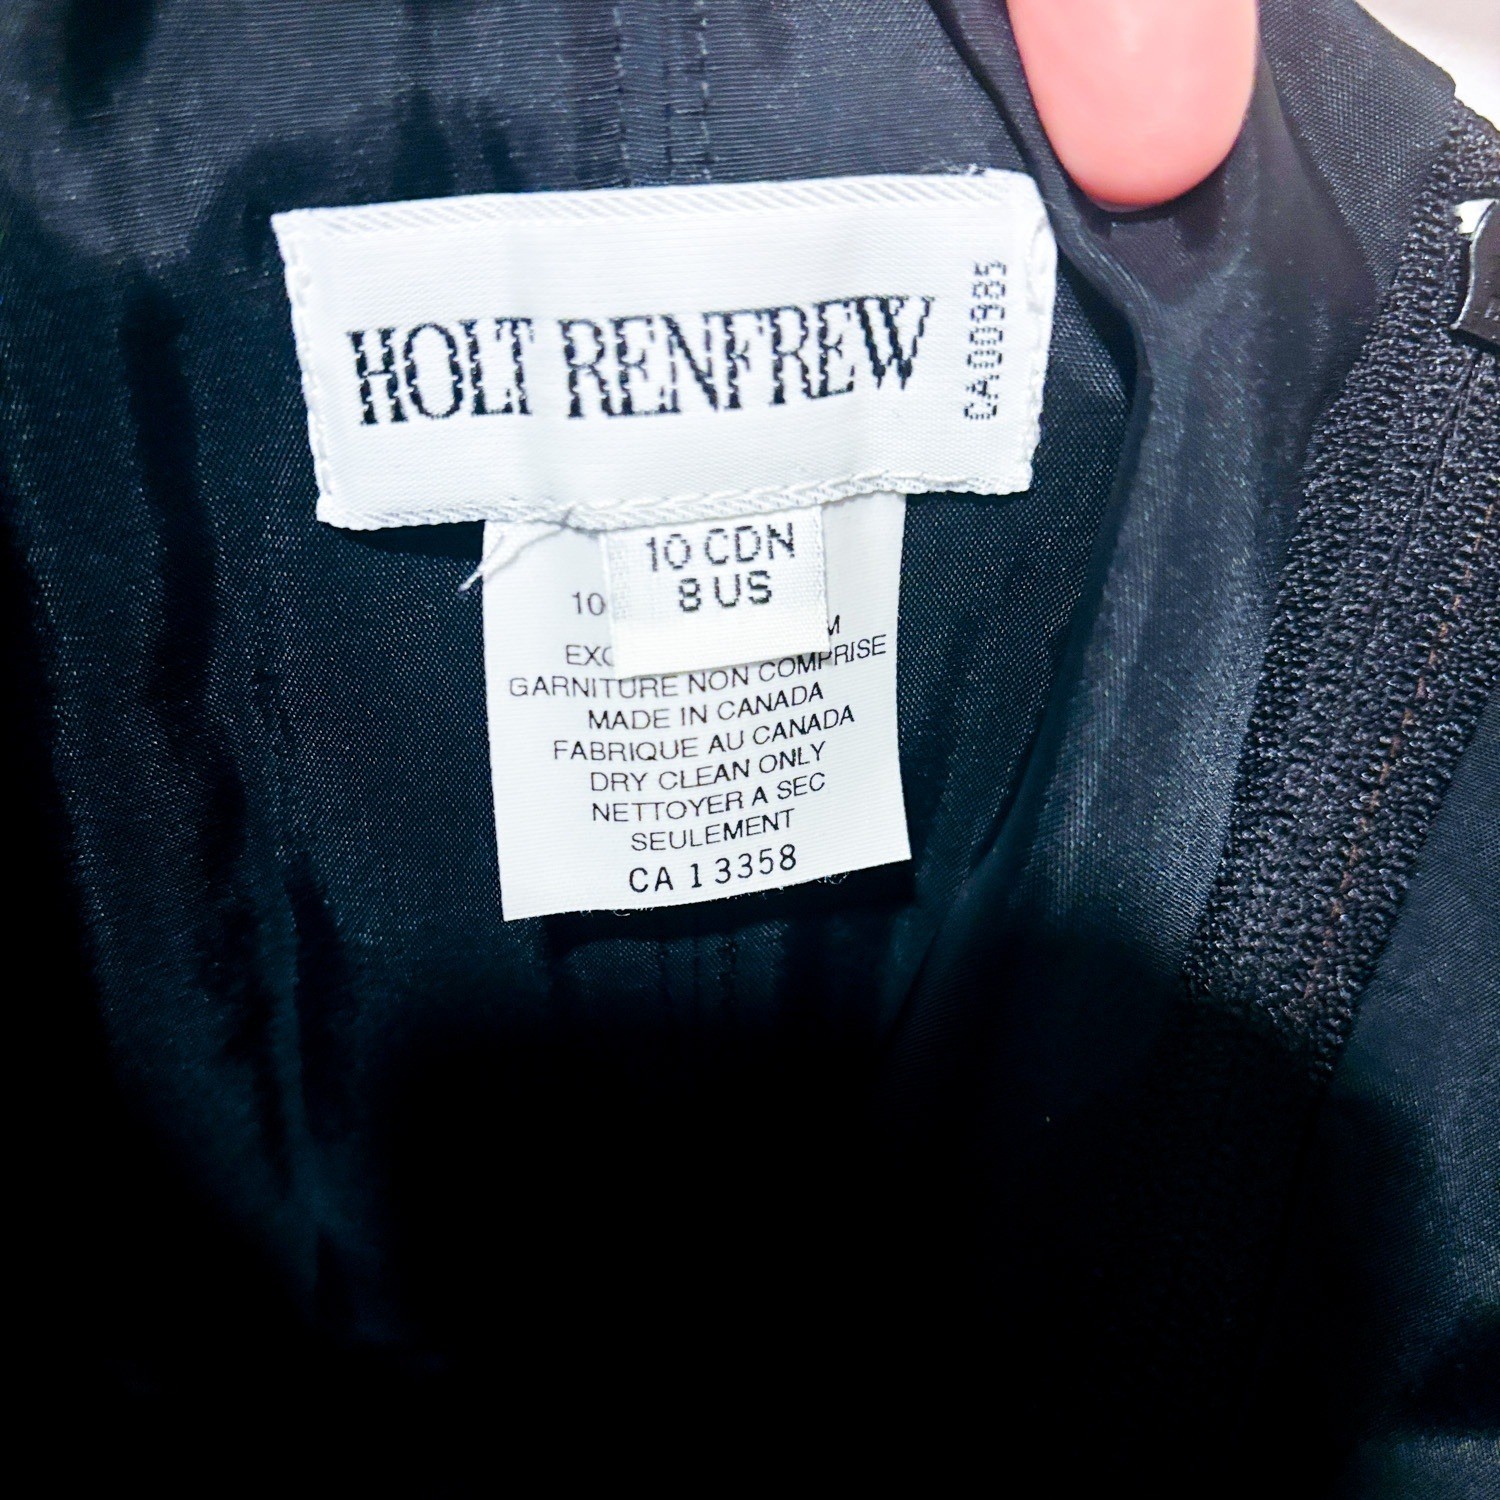 HOLT RENFREW
CA00985
10 CDN
8 US
10
GARNITURE NON COMPRISE
MADE IN CANADA
FABRIQUE AU CANADA
DRY CLEAN ONLY
NETTOYER A SEC
SEULEMENT
CA 13358